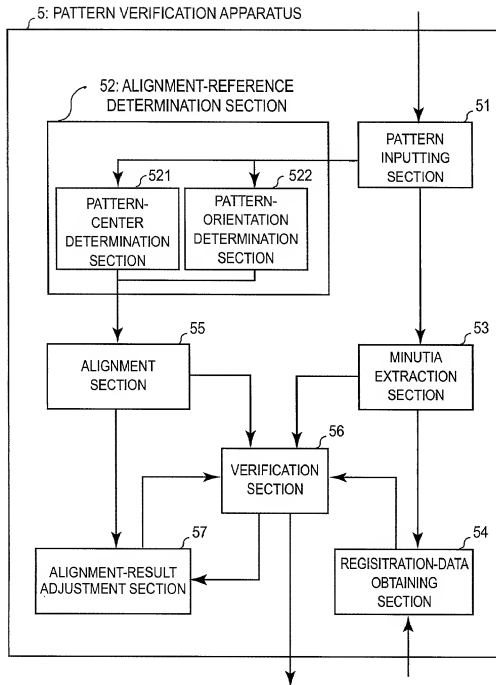 5: PATTERN VERIFICATION APPARATUS
52: ALIGNMENT-REFERENCE
DETERMINATION SECTION
51
PATTERN
INPUTTING
SECTION
521
PATTERN-
CENTER
DETERMINATION
SECTION
522
PATTERN-
ORIENTATION
DETERMINATION
SECTION
55
ALIGNMENT
SECTION
53
MINUTIA
EXTRACTION
SECTION
56
VERIFICATION
SECTION
57
ALIGNMENT-RESULT
ADJUSTMENT SECTION
54
REGISITRATION-DATA
OBTAINING
SECTION